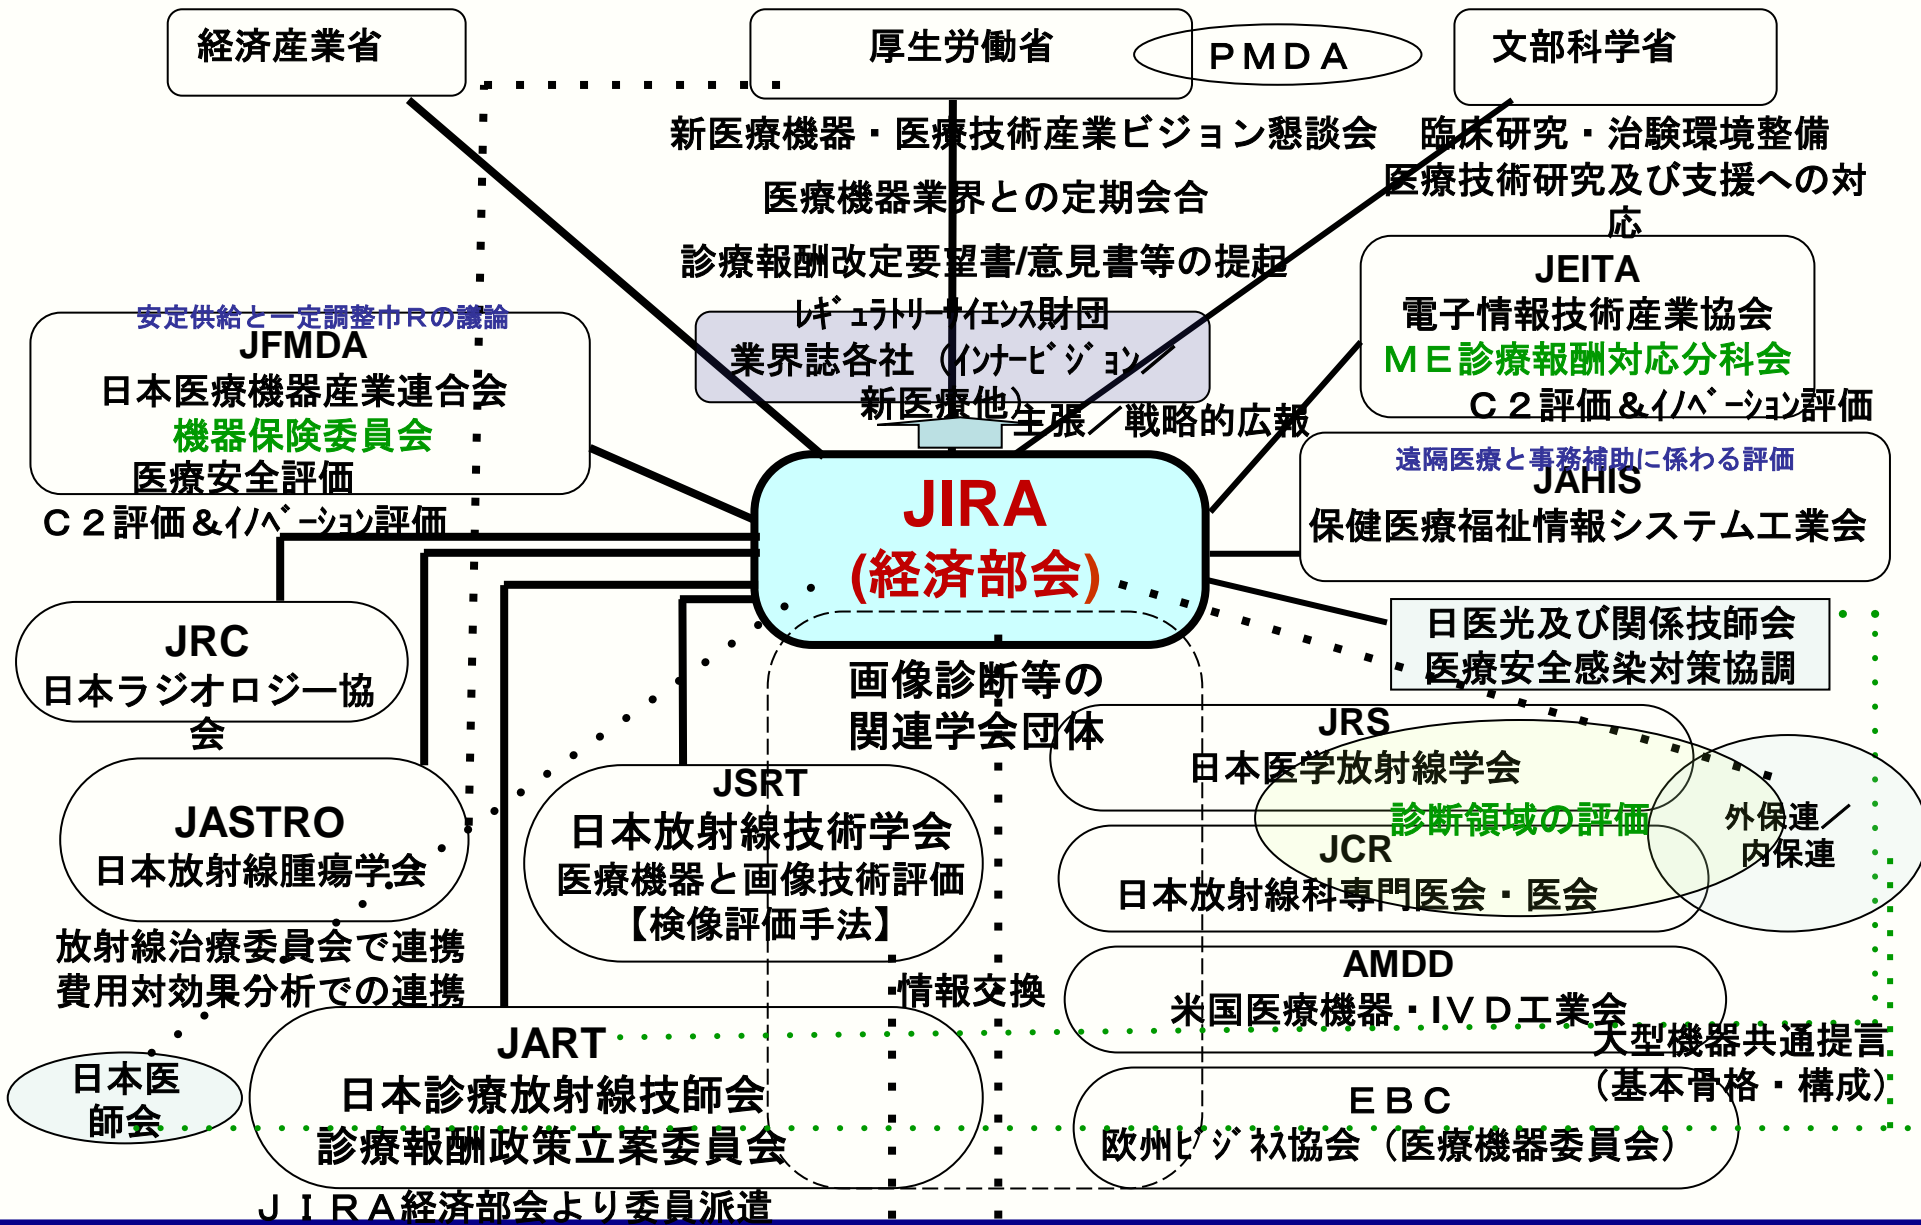 経済産業省
厚生労働省
ＰＭＤＡ
文部科学省
新医療機器・医療技術産業ビジョン懇談会
医療機器業界との定期会合
診療報酬改定要望書/意見書等の提起
臨床研究・治験環境整備
医療技術研究及び支援への対
応
ﾚｷﾞｭﾗﾄﾘｰｻｲｴﾝｽ財団
業界誌各社（ｲﾝﾅｰﾋﾞｼﾞｮﾝ／
新医療他）
主張／戦略的広報
安定供給と一定調整巾Ｒの議論
JFMDA
日本医療機器産業連合会
機器保険委員会
医療安全評価
Ｃ２評価＆ｲﾉﾍﾞｰｼｮﾝ評価
JEITA
電子情報技術産業協会
ＭＥ診療報酬対応分科会
Ｃ２評価＆ｲﾉﾍﾞｰｼｮﾝ評価
遠隔医療と事務補助に係わる評価
JAHIS
保健医療福祉情報システム工業会
JIRA
(経済部会)
日医光及び関係技師会
医療安全感染対策協調
JRC
日本ラジオロジー協
会
画像診断等の
関連学会団体
JASTRO
日本放射線腫瘍学会
放射線治療委員会で連携
費用対効果分析での連携
JSRT
日本放射線技術学会
医療機器と画像技術評価
【検像評価手法】
JRS
日本医学放射線学会
診断領域の評価
外保連／
内保連
JCR
日本放射線科専門医会・医会
情報交換
AMDD
米国医療機器・IＶＤ工業会
大型機器共通提言
（基本骨格・構成）
ＥＢＣ
欧州ﾋﾞｼﾞﾈｽ協会（医療機器委員会）
日本医
師会
JART
日本診療放射線技師会
診療報酬政策立案委員会
ＪＩＲＡ経済部会より委員派遣